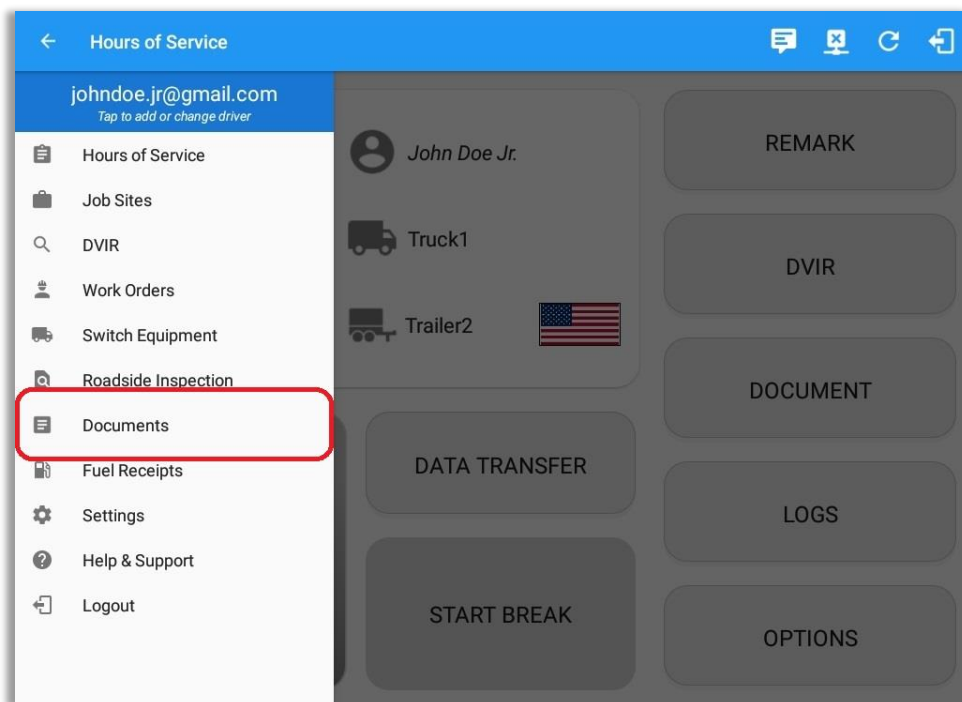 Hours of Service
johndoe.jr@gmail.com
Tap to add or change driver
Hours of Service
Job Sites
DVIR
Work Orders
Switch Equipment
Roadside Inspection
Documents
Fuel Receipts
Settings
Help & Support
Logout
John Doe Jr.
Truck1
Trailer2
DATA TRANSFER
START BREAK
REMARK
DVIR
DOCUMENT
LOGS
OPTIONS